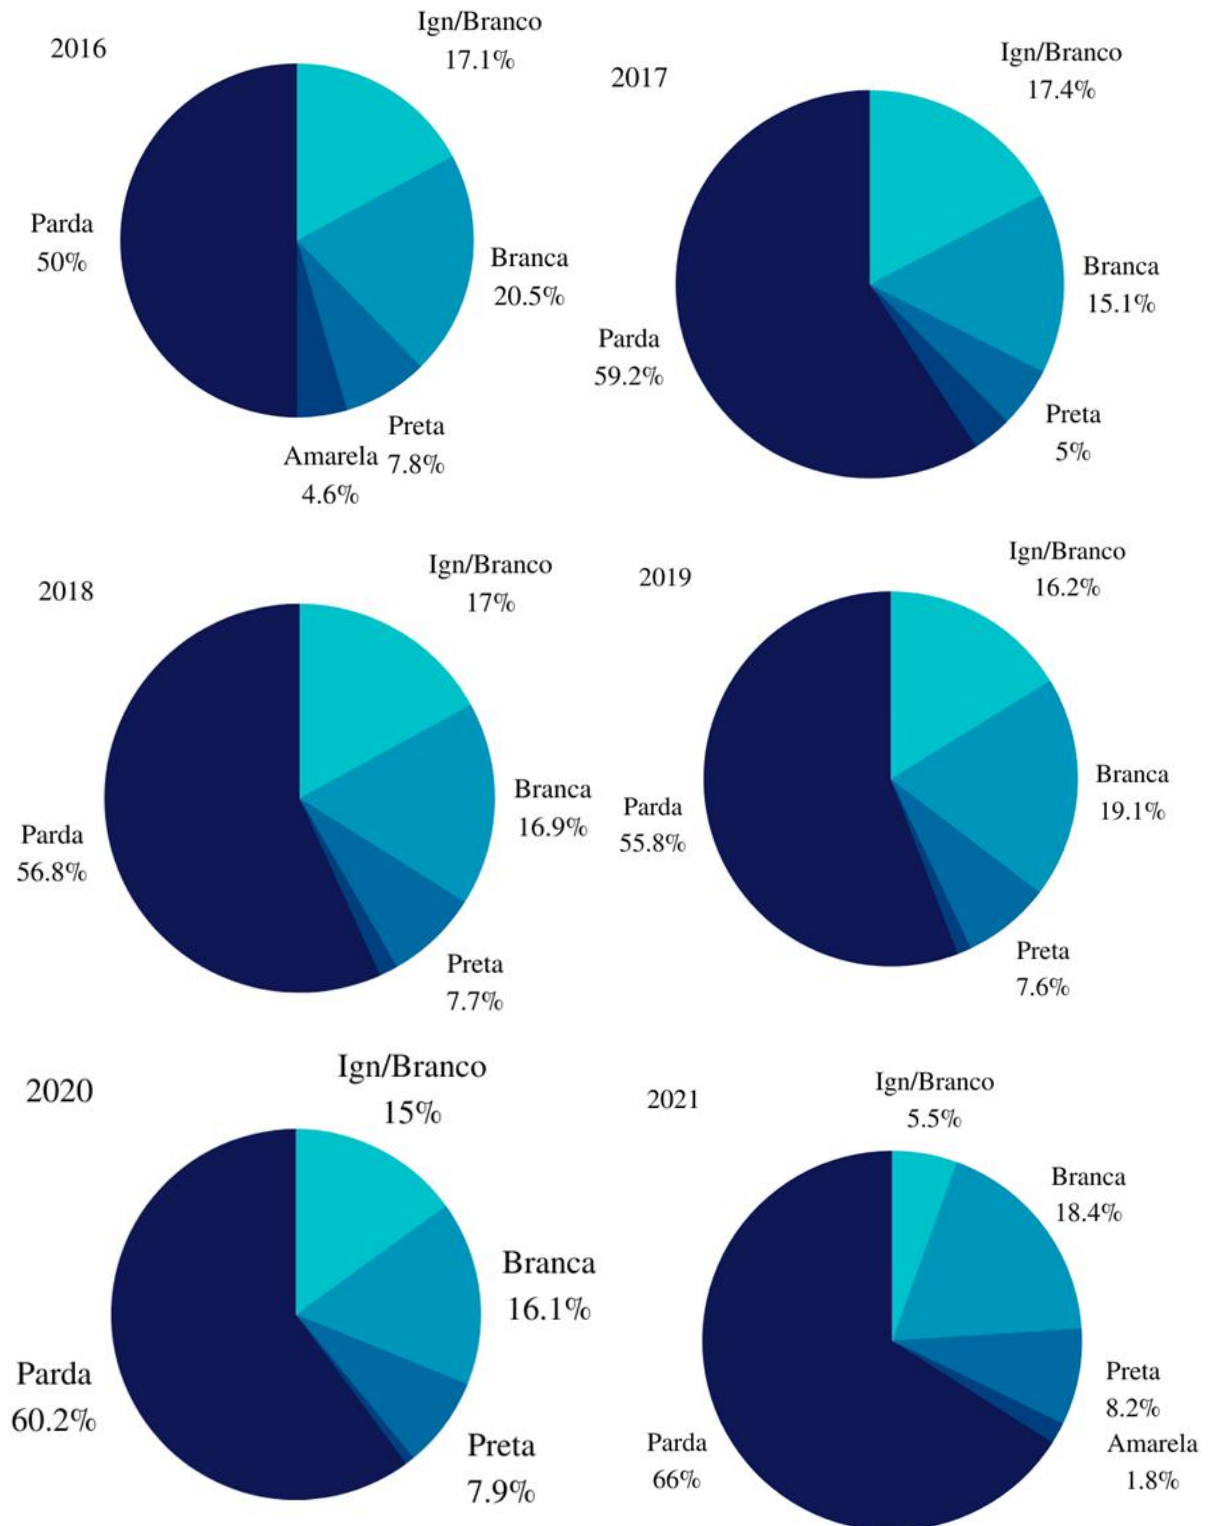 2016
Ign/Branco
17.1%
Parda
50%
Branca
20.5%
Preta
7.8%
Amarela
4.6%
2017
Ign/Branco
17.4%
Branca
15.1%
Parda
59.2%
Preta
5%
2018
Ign/Branco
17%
Branca
16.9%
Parda
56.8%
Preta
7.7%
2019
Ign/Branco
16.2%
Branca
19.1%
Parda
55.8%
Preta
7.6%
2020
Ign/Branco
15%
Branca
16.1%
Parda
60.2%
Preta
7.9%
2021
Ign/Branco
5.5%
Branca
18.4%
Preta
8.2%
Amarela
1.8%
Parda
66%